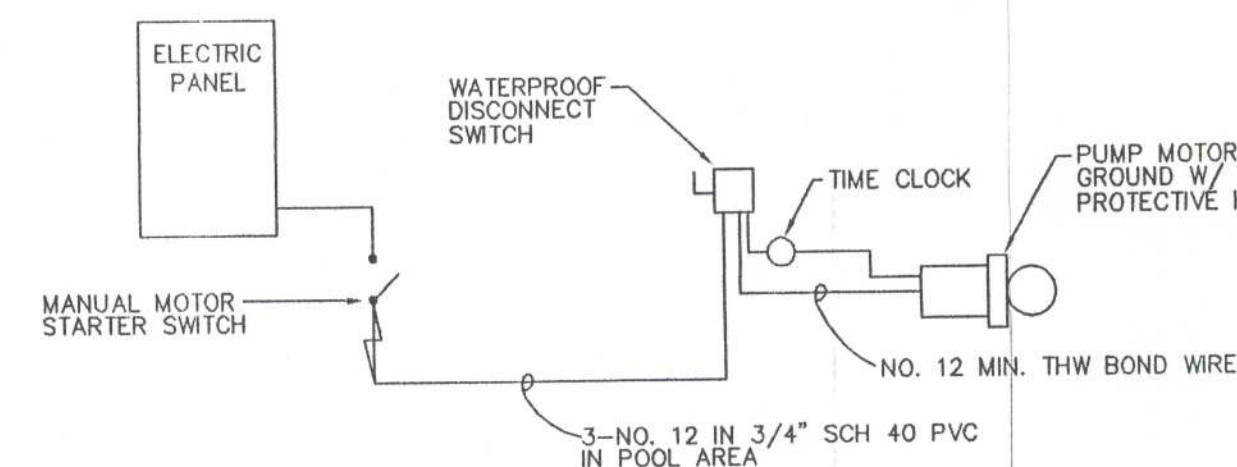 ELECTRIC
PANEL
WATERPROOF
DISCONNECT
SWITCH
TIME CLOCK
PUMP MOTOR
GROUND W/
PROTECTIVE
MANUAL MOTOR
STARTER SWITCH
NO. 12 MIN. THW BOND WIRE
3-NO. 12 IN 3/4" SCH 40 PVC
IN POOL AREA